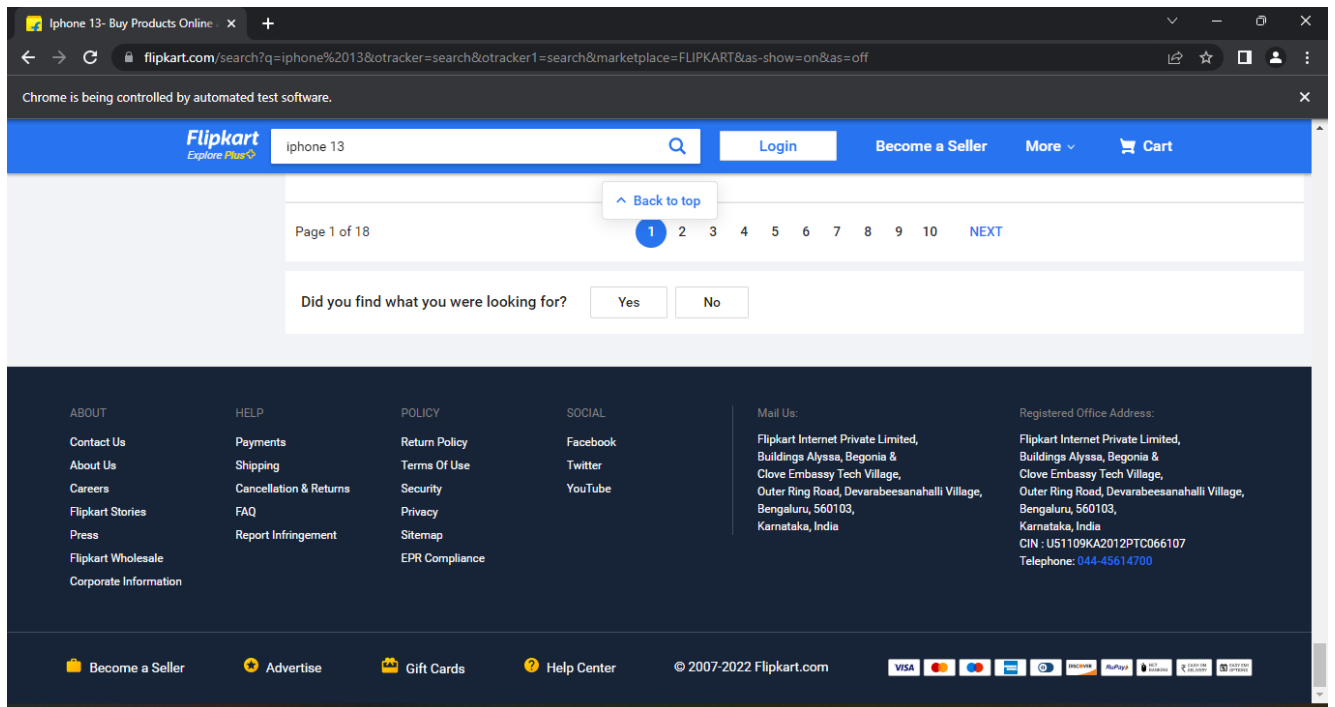 Iphone 13- Buy Products Online
flipkart.com/search?q=iphone%2013&otracker=search&otracker1=search&marketplace=FLIPKART&as-show=on&as=off
Chrome is being controlled by automated test software.
Flipkart
Explore Plus
iphone 13
Login
Become a Seller
More
Cart
Back to top
Page 1 of 18
1 2 3 4 5 6 7 8 9 10 NEXT
Did you find what you were looking for?
Yes
No
ABOUT
Contact Us
About Us
Careers
Flipkart Stories
Press
Flipkart Wholesale
Corporate Information
HELP
Payments
Shipping
Cancellation & Returns
FAQ
Report Infringement
POLICY
Return Policy
Terms Of Use
Security
Privacy
Sitemap
EPR Compliance
SOCIAL
Facebook
Twitter
YouTube
Mail Us:
Flipkart Internet Private Limited,
Buildings Alyssa, Begonia &
Clove Embassy Tech Village,
Outer Ring Road, Devarabeesanahalli Village,
Bengaluru, 560103,
Karnataka, India
Registered Office Address:
Flipkart Internet Private Limited,
Buildings Alyssa, Begonia &
Clove Embassy Tech Village,
Outer Ring Road, Devarabeesanahalli Village,
Bengaluru, 560103,
Karnataka, India
CIN : U51109KA2012PTC066107
Telephone: 044-45614700
Become a Seller
Advertise
Gift Cards
Help Center
© 2007-2022 Flipkart.com
VISA
DISCOVER
RuPay